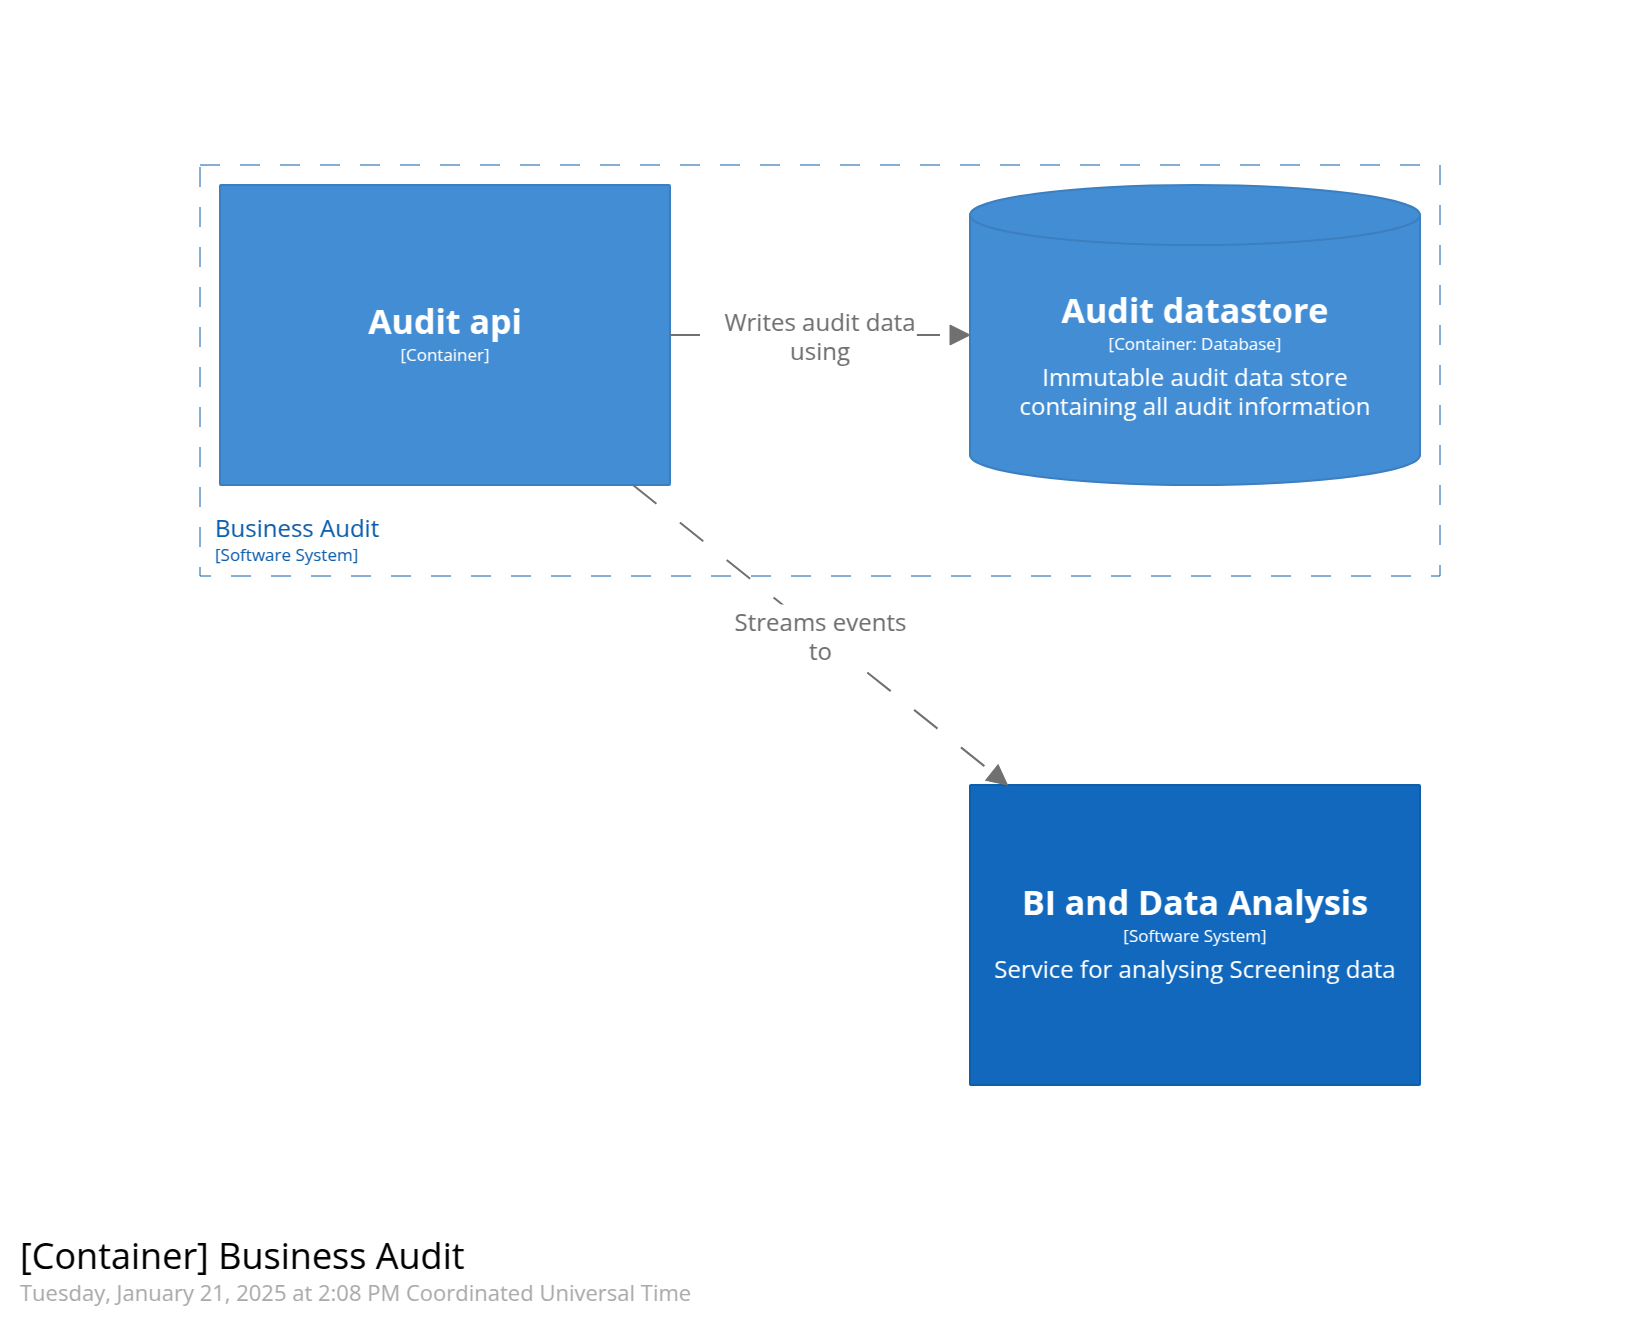 Audit api
[Container]
Writes audit data
using
Audit datastore
[Container: Database]
Immutable audit data store
containing all audit information
Business Audit
[Software System]
Streams events
to
BI and Data Analysis
[Software System]
Service for analysing Screening data
[Container] Business Audit
Tuesday, January 21, 2025 at 2:08 PM Coordinated Universal Time